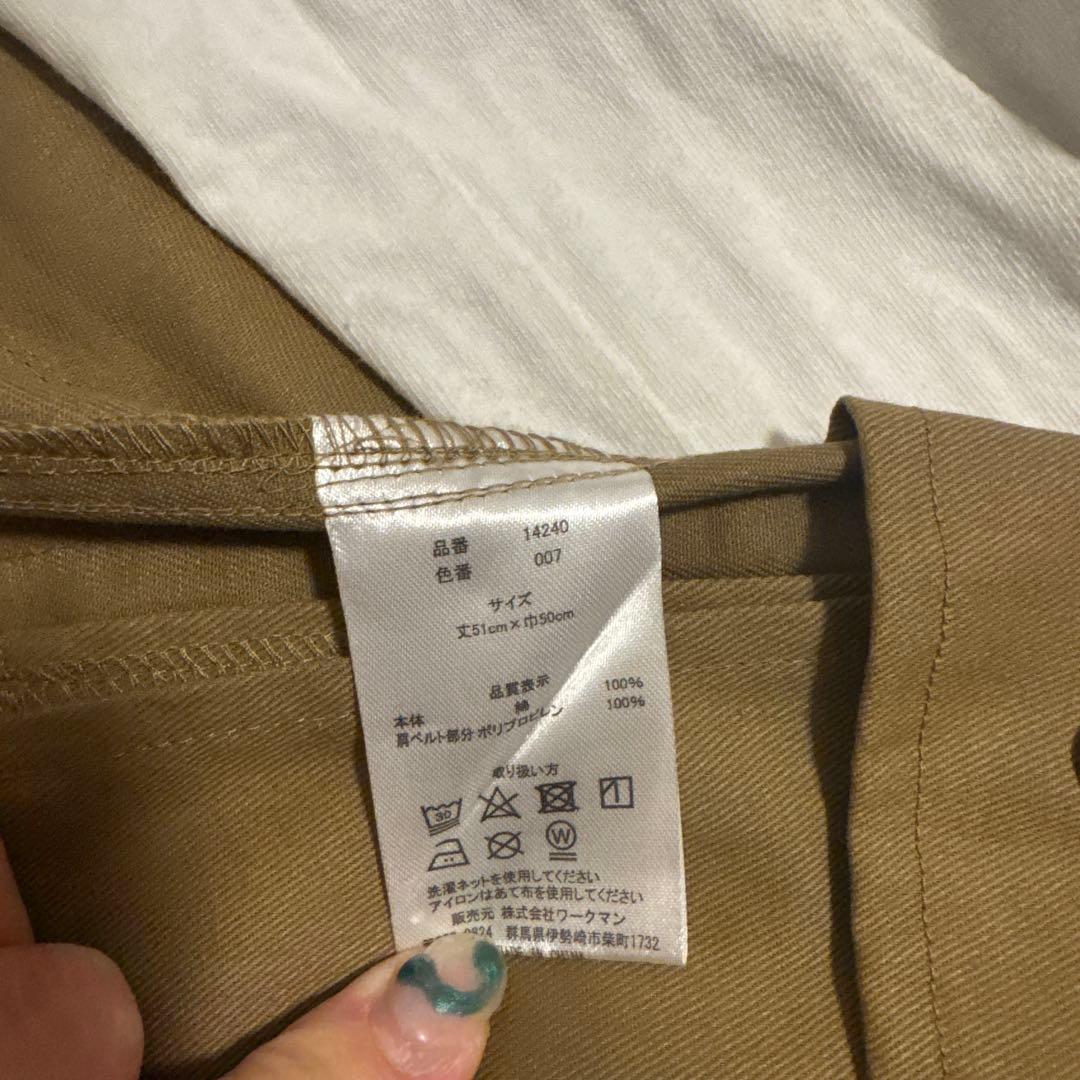 品番 14240
色番 007
サイズ
丈51cm×巾50cm
品質表示
本体 綿 100%
肩ベルト部分 ポリプロピレン 100%
取り扱い方
30
W
洗濯ネットを使用してください
アイロンはあて布を使用してください
販売元 株式会社ワークマン
群馬県伊勢崎市柴町1732